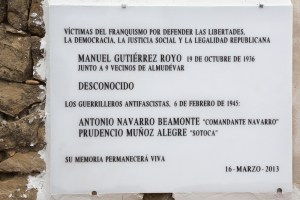 VÍCTIMAS DEL FRANQUISMO POR DEFENDER LAS LIBERTADES,
LA DEMOCRACIA, LA JUSTICIA SOCIAL Y LA LEGALIDAD REPUBLICANA
MANUEL GUTIÉRREZ ROYO 19 DE OCTUBRE DE 1936
JUNTO A 9 VECINOS DE ALMUDÉVAR
DESCONOCIDO
LOS GUERRILLEROS ANTIFASCISTAS, 6 DE FEBRERO DE 1945:
ANTONIO NAVARRO BEAMONTE "COMANDANTE NAVARRO"
PRUDENCIO MUÑOZ ALEGRE "SOTOCA"
SU MEMORIA PERMANECERÁ VIVA
16-MARZO-2013